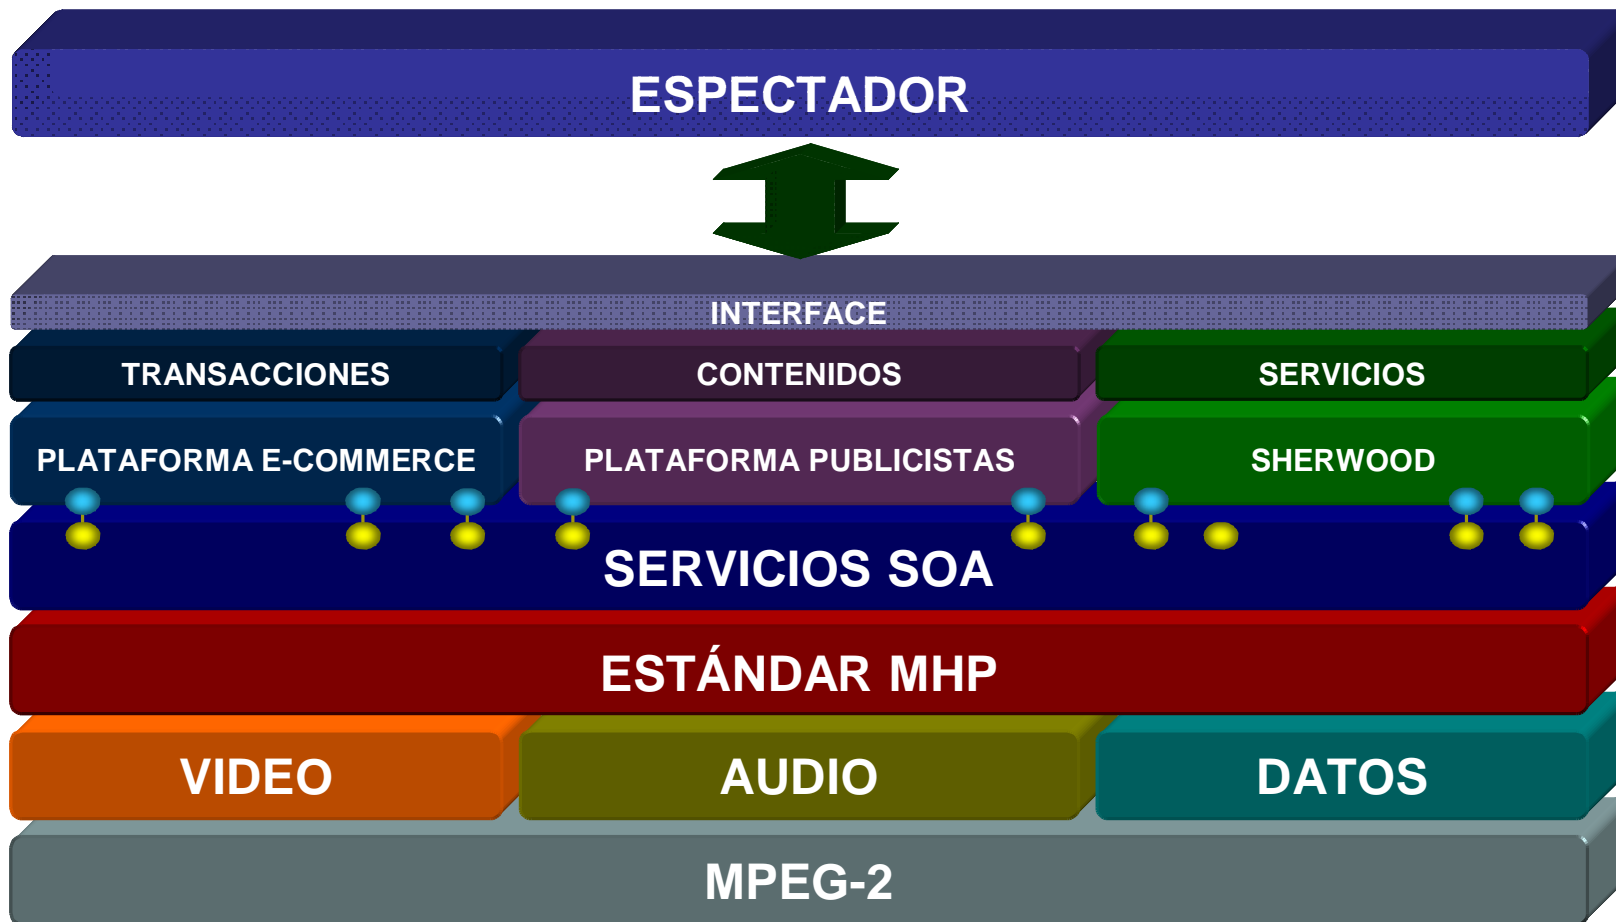 ESPECTADOR
INTERFACE
TRANSACCIONES
CONTENIDOS
SERVICIOS
PLATAFORMA E-COMMERCE
PLATAFORMA PUBLICISTAS
SHERWOOD
SERVICIOS SOA
ESTÁNDAR MHP
VIDEO
AUDIO
DATOS
MPEG-2